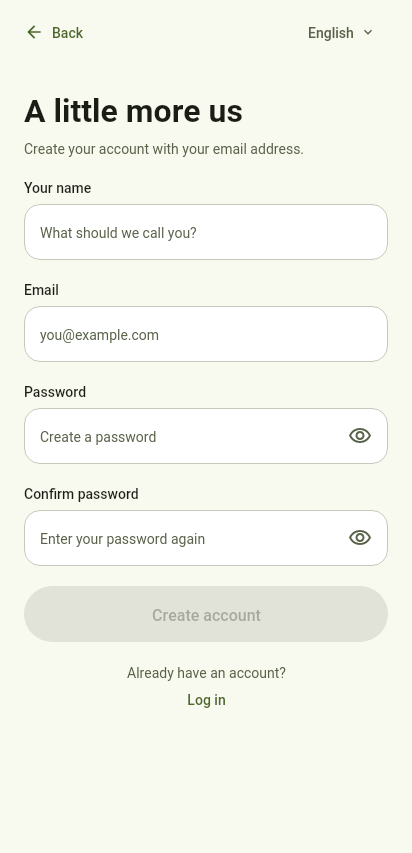 Back
English
A little more us
Create your account with your email address.
Your name
What should we call you?
Email
you@example.com
Password
Create a password
Confirm password
Enter your password again
Create account
Already have an account?
Log in